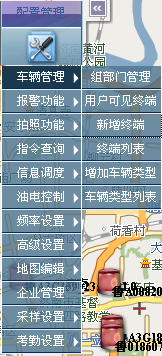 配置管理
«
车辆管理
组部门管理
报警功能
用户可见终端
拍照功能
新增终端
指令查询
终端列表
信息调度
增加车辆类型
油电控制
车辆类型列表
频率设置
高级设置
地图编辑
企业管理
采样设置
考勤设置
荷香村
黄河
公园